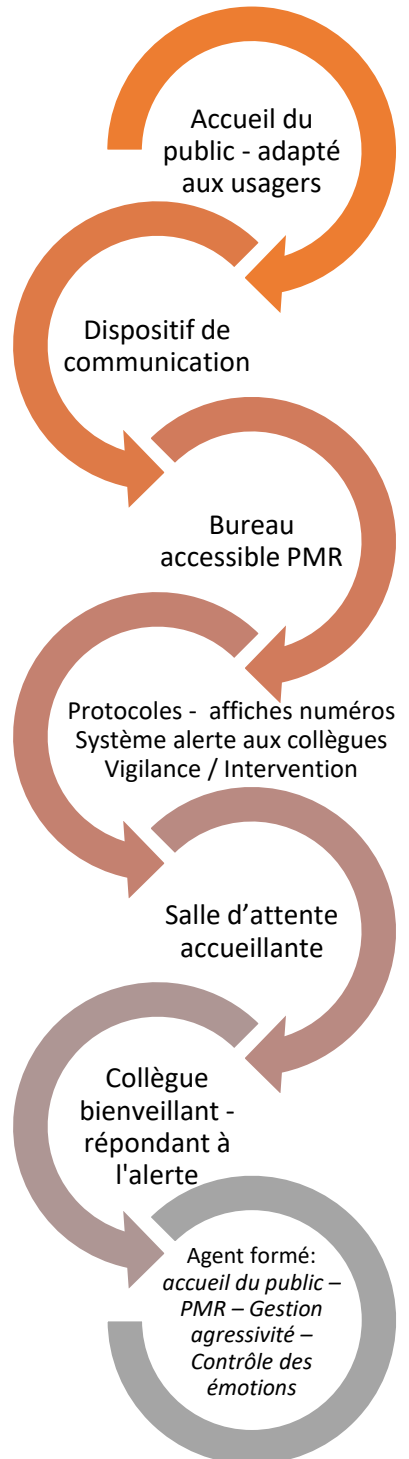 Accueil du
public - adapté
aux usagers
Dispositif de
communication
Bureau
accessible PMR
Protocoles - affiches numéros
Système alerte aux collègues
Vigilance / Intervention
Salle d’attente
accueillante
Collègue
bienveillant -
répondant à
l'alerte
Agent formé:
accueil du public –
PMR – Gestion
agressivité –
Contrôle des
émotions